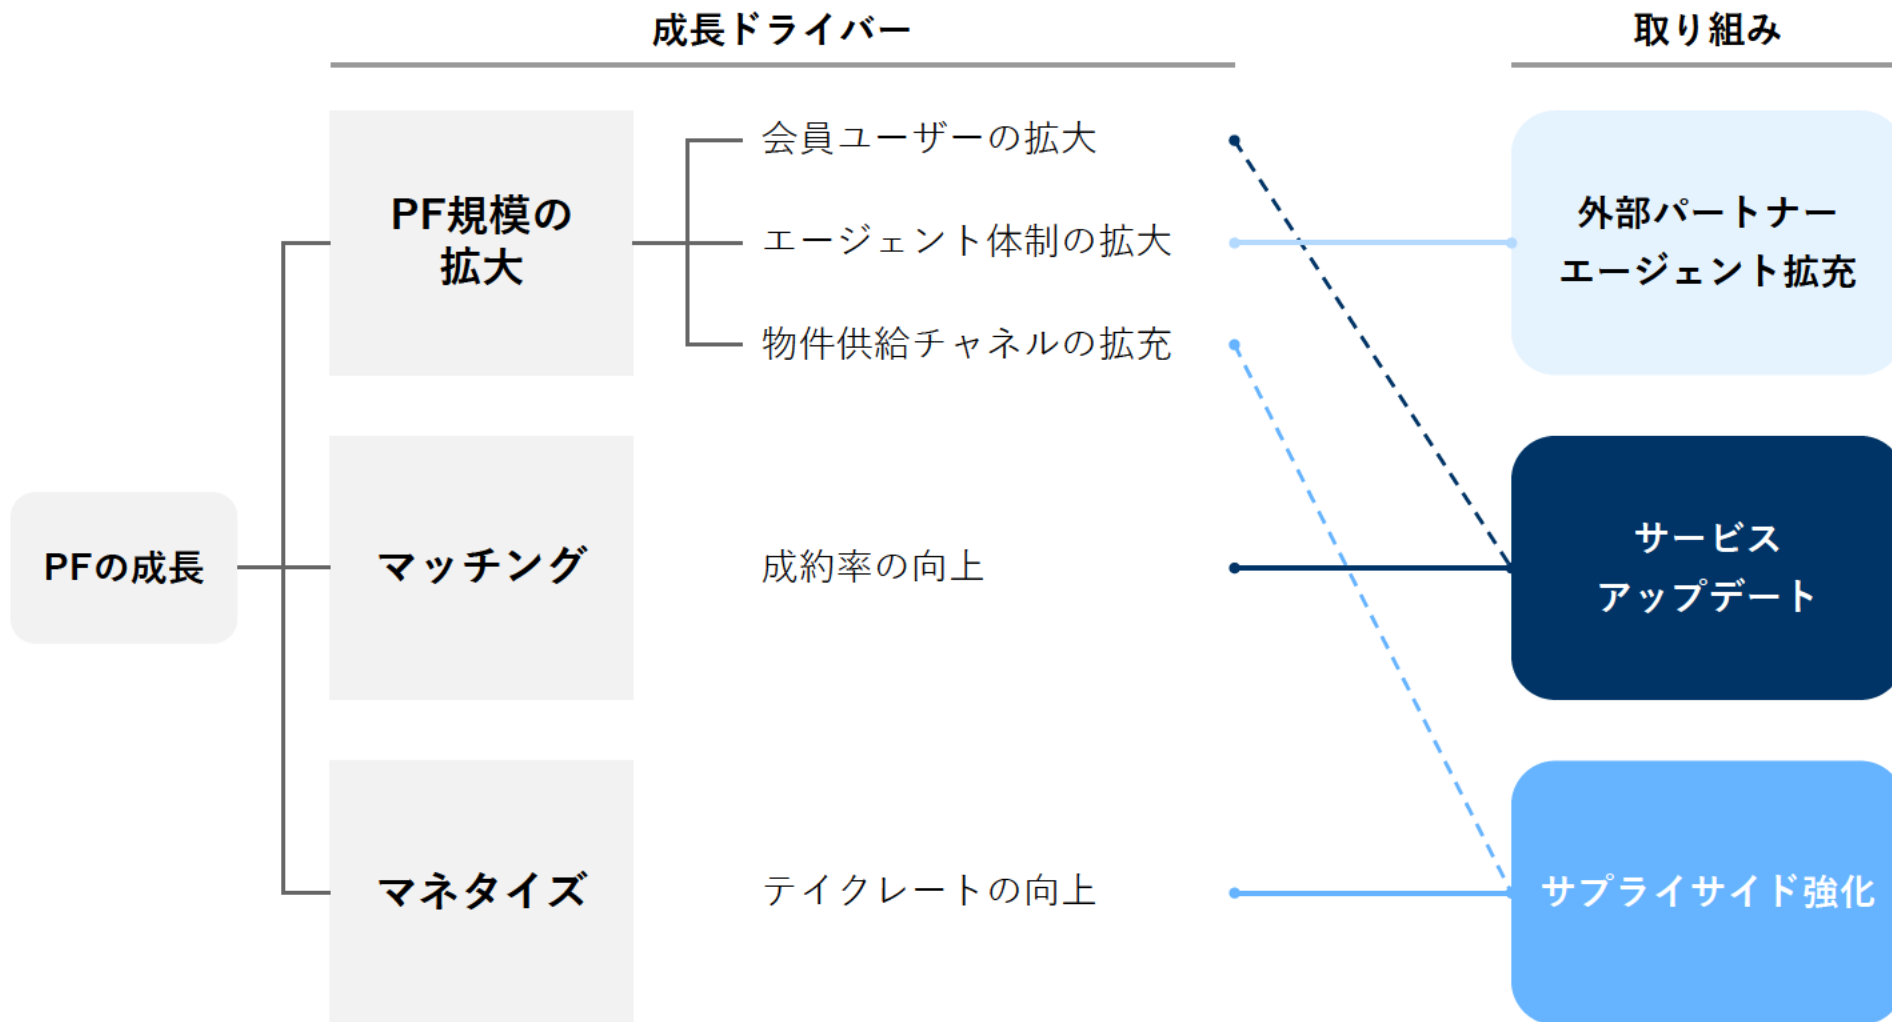 成長ドライバー
取り組み
PF規模の
拡大
会員ユーザーの拡大
エージェント体制の拡大
物件供給チャネルの拡充
外部パートナー
エージェント拡充
PFの成長
マッチング
成約率の向上
サービス
アップデート
マネタイズ
テイクレートの向上
サプライサイド強化